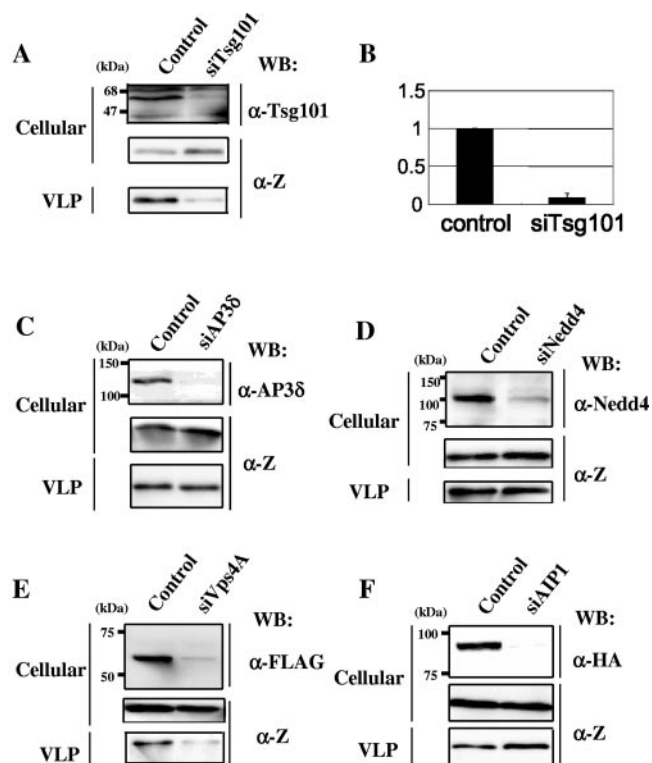 A
Control
siTsg101
(kDa)
WB:
68
47
Cellular
α-Tsg101
VLP
α-Z
B
1.5
1
0.5
0
control
siTsg101
C
Control
siAP3δ
(kDa)
WB:
150
100
Cellular
α-AP3δ
VLP
α-Z
D
Control
siNedd4
(kDa)
WB:
150
100
75
Cellular
α-Nedd4
VLP
α-Z
E
Control
siVps4A
(kDa)
WB:
75
50
Cellular
α-FLAG
VLP
α-Z
F
Control
siAIP1
(kDa)
WB:
100
75
Cellular
α-HA
VLP
α-Z